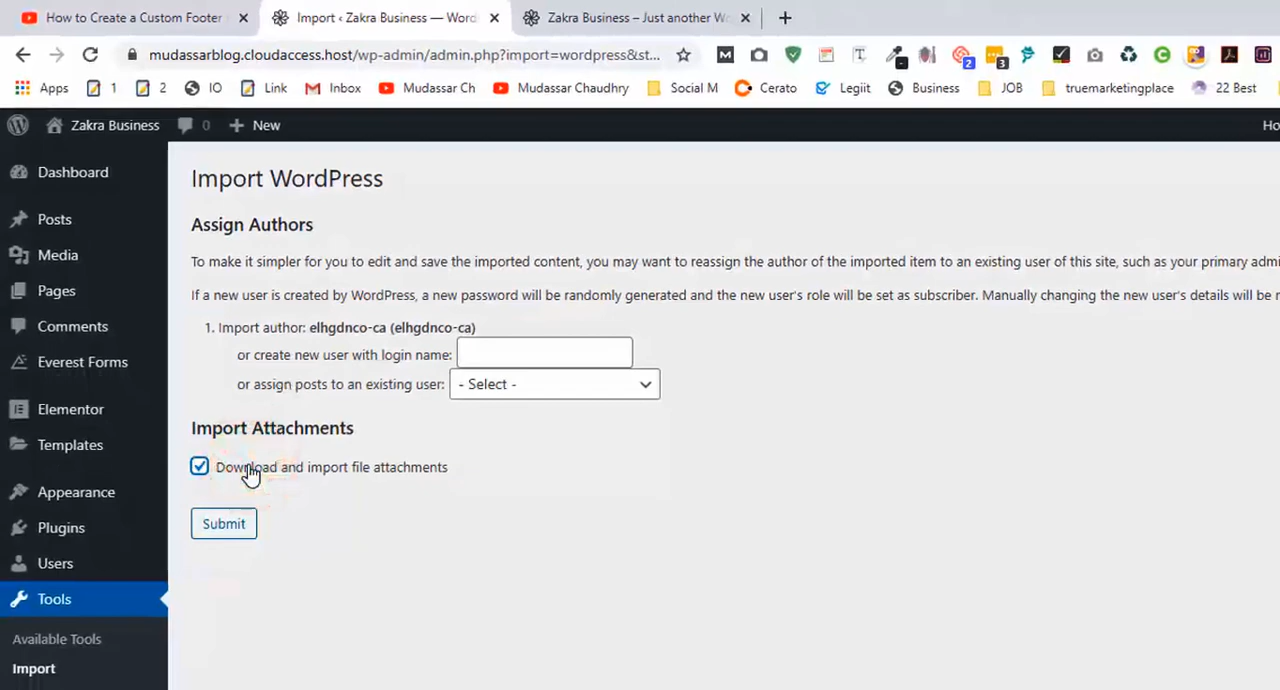 How to Create a Custom Footer
Import ‹ Zakra Business — Word
Zakra Business – Just another Wo
mudassarblog.cloudaccess.host/wp-admin/admin.php?import=wordpress&st...
2
3
Apps
1
2
IO
Link
Inbox
Mudassar Ch
Mudassar Chaudhry
Social M
Cerato
Legiit
Business
JOB
truemarketingplace
22 Best
Zakra Business
0
New
Ho
Dashboard
Posts
Media
Pages
Comments
Everest Forms
Elementor
Templates
Appearance
Plugins
Users
Tools
Available Tools
Import
Import WordPress
Assign Authors
To make it simpler for you to edit and save the imported content, you may want to reassign the author of the imported item to an existing user of this site, such as your primary admi
If a new user is created by WordPress, a new password will be randomly generated and the new user's role will be set as subscriber. Manually changing the new user's details will be
1. Import author: elhgdnco-ca (elhgdnco-ca)
or create new user with login name:
or assign posts to an existing user: - Select -
Import Attachments
Download and import file attachments
Submit